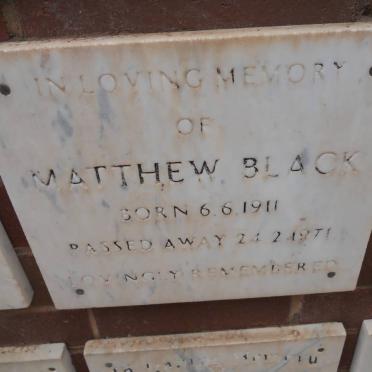 IN LOVING MEMORY
OF
MATTHEW BLACK
BORN 6.6.1911
PASSED AWAY 24.2.1971
LOVINGLY REMEMBERED